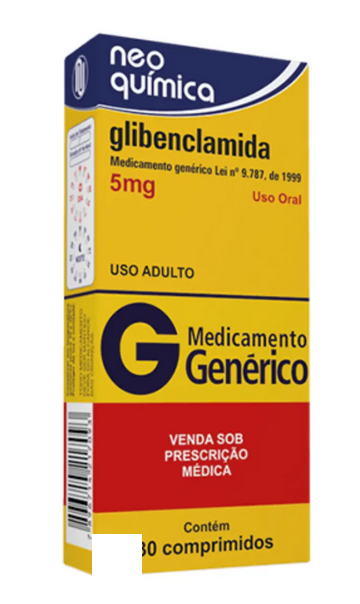 neo
química
glibenclamida
Medicamento genérico Lei nº 9.787, de 1999
5mg
Uso Oral
USO ADULTO
G Medicamento
Genérico
VENDA SOB
PRESCRIÇÃO
MÉDICA
Contém
30 comprimidos